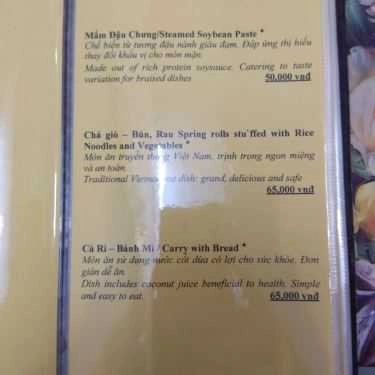 Mắm Đậu Chưng/Steamed Soybean Paste ♦
Chế biến từ tương đậu nành giàu đạm. Đáp ứng thị hiếu
thay đổi khẩu vị cho món mặn.
Made out of rich protein soysauce. Catering to taste
variation for braised dishes 50,000 vnđ
Chả giò – Bún, Rau Spring rolls stu'ffed with Rice
Noodles and Vegetables ♦
Món ăn truyền thống Việt Nam, trịnh trọng ngon miệng
và an toàn.
Traditional Vietnamese dish: grand, delicious and safe
65,000 vnđ
Cà Ri – Bánh Mì / Carry with Bread ♦
Món ăn sử dụng nước cốt dừa có lợi cho sức khỏe. Đơn
giản dễ ăn.
Dish includes coconut juice beneficial to health. Simple
and easy to eat. 65,000 vnđ